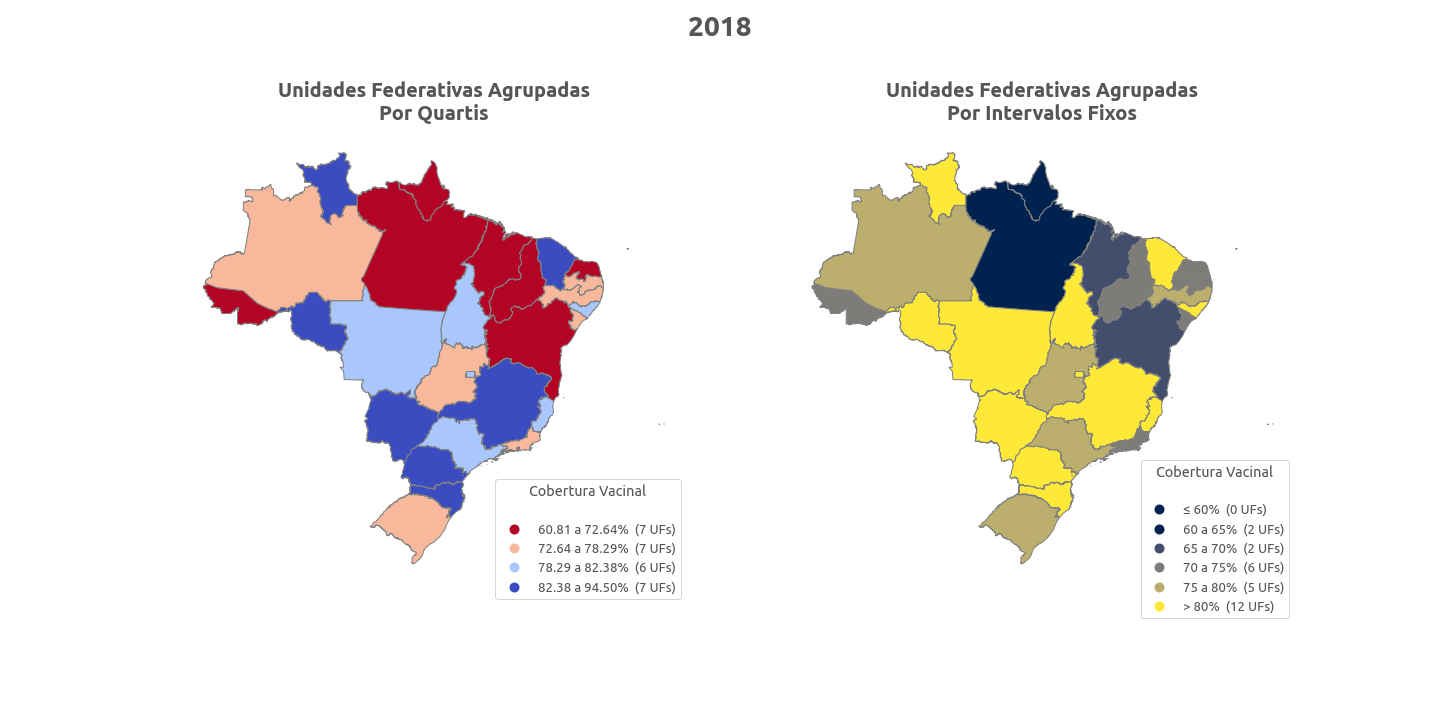 2018
Unidades Federativas Agrupadas
Por Quartis
Cobertura Vacinal
60.81 a 72.64% (7 UFs)
72.64 a 78.29% (7 UFs)
78.29 a 82.38% (6 UFs)
82.38 a 94.50% (7 UFs)
Unidades Federativas Agrupadas
Por Intervalos Fixos
Cobertura Vacinal
≤ 60% (0 UFs)
60 a 65% (2 UFs)
65 a 70% (2 UFs)
70 a 75% (6 UFs)
75 a 80% (5 UFs)
> 80% (12 UFs)